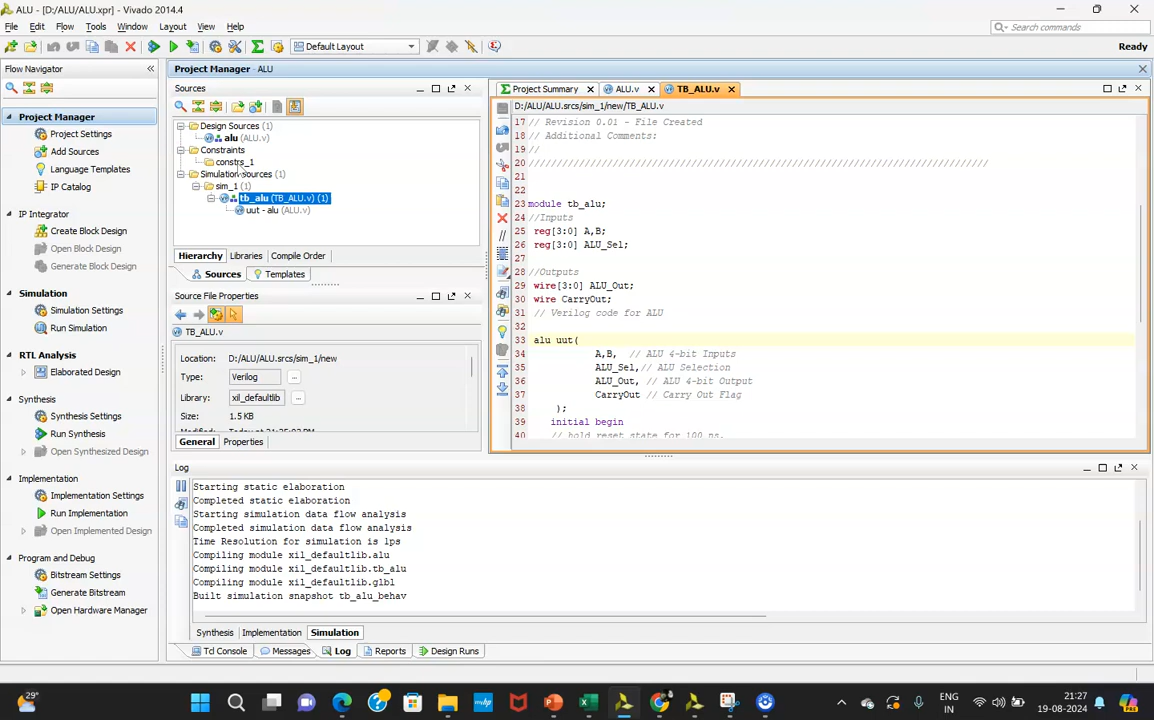 ALU - [D:/ALU/ALU.xpr] - Vivado 2014.4
File Edit Flow Tools Window Layout View Help
Search commands
Default Layout
Ready
Flow Navigator
Project Manager - ALU
Project Manager
Project Settings
Add Sources
Language Templates
IP Catalog
IP Integrator
Create Block Design
Open Block Design
Generate Block Design
Simulation
Simulation Settings
Run Simulation
RTL Analysis
Elaborated Design
Synthesis
Synthesis Settings
Run Synthesis
Open Synthesized Design
Implementation
Implementation Settings
Run Implementation
Open Implemented Design
Program and Debug
Bitstream Settings
Generate Bitstream
Open Hardware Manager
Sources
Design Sources (1)
alu (ALU.v)
Constraints
constrs_1
Simulation Sources (1)
sim_1 (1)
tb_alu (TB_ALU.v) (1)
uut - alu (ALU.v)
Hierarchy Libraries Compile Order
Sources Templates
Source File Properties
TB_ALU.v
Location: D:/ALU/ALU.srcs/sim_1/new
Type: Verilog ...
Library: xil_defaultlib ...
Size: 1.5 KB
General Properties
Project Summary ALU.v TB_ALU.v
D:/ALU/ALU.srcs/sim_1/new/TB_ALU.v
17 // Revision 0.01 - File Created
18 // Additional Comments:
19 //
20 //////////////////////////////////////////////////////////////////////////////////
21
22
23 module tb_alu;
24 //Inputs
25 reg[3:0] A,B;
26 reg[3:0] ALU_Sel;
27
28 //Outputs
29 wire[3:0] ALU_Out;
30 wire CarryOut;
31 // Verilog code for ALU
32
33 alu uut(
34 A,B, // ALU 4-bit Inputs
35 ALU_Sel,// ALU Selection
36 ALU_Out, // ALU 4-bit Output
37 CarryOut // Carry Out Flag
38 );
39 initial begin
40 // hold reset state for 100 ns.
Log
Starting static elaboration
Completed static elaboration
Starting simulation data flow analysis
Completed simulation data flow analysis
Time Resolution for simulation is 1ps
Compiling module xil_defaultlib.alu
Compiling module xil_defaultlib.tb_alu
Compiling module xil_defaultlib.glbl
Built simulation snapshot tb_alu_behav
Synthesis Implementation Simulation
Tcl Console Messages Log Reports Design Runs
29°
ENG
IN
21:27
19-08-2024